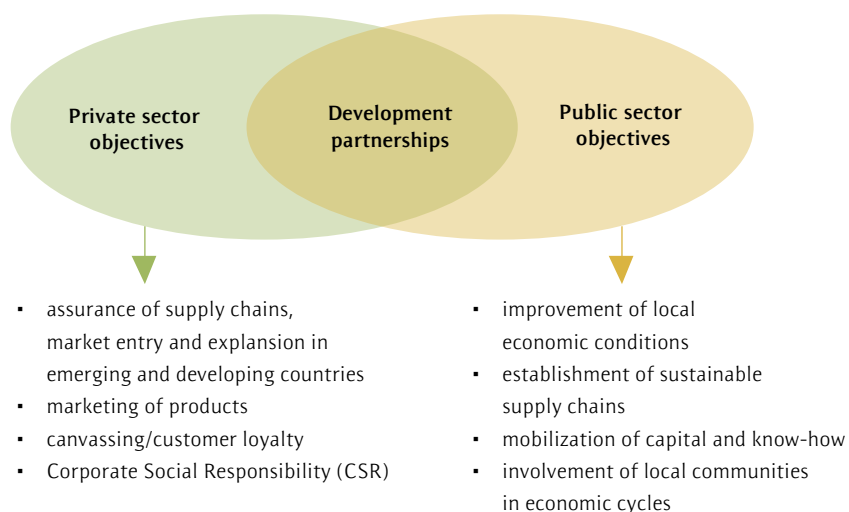 Private sector
objectives
Development
partnerships
Public sector
objectives
▪ assurance of supply chains,
market entry and explansion in
emerging and developing countries
▪ marketing of products
▪ canvassing/customer loyalty
▪ Corporate Social Responsibility (CSR)
▪ improvement of local
economic conditions
▪ establishment of sustainable
supply chains
▪ mobilization of capital and know-how
▪ involvement of local communities
in economic cycles